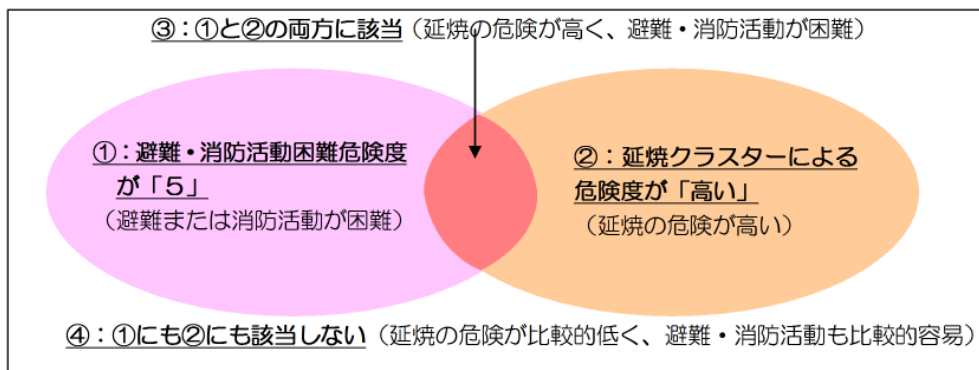 ③：①と②の両方に該当（延焼の危険が高く、避難・消防活動が困難）
①：避難・消防活動困難危険度
が「５」
（避難または消防活動が困難）
②：延焼クラスターによる
危険度が「高い」
（延焼の危険が高い）
④：①にも②にも該当しない（延焼の危険が比較的低く、避難・消防活動も比較的容易）